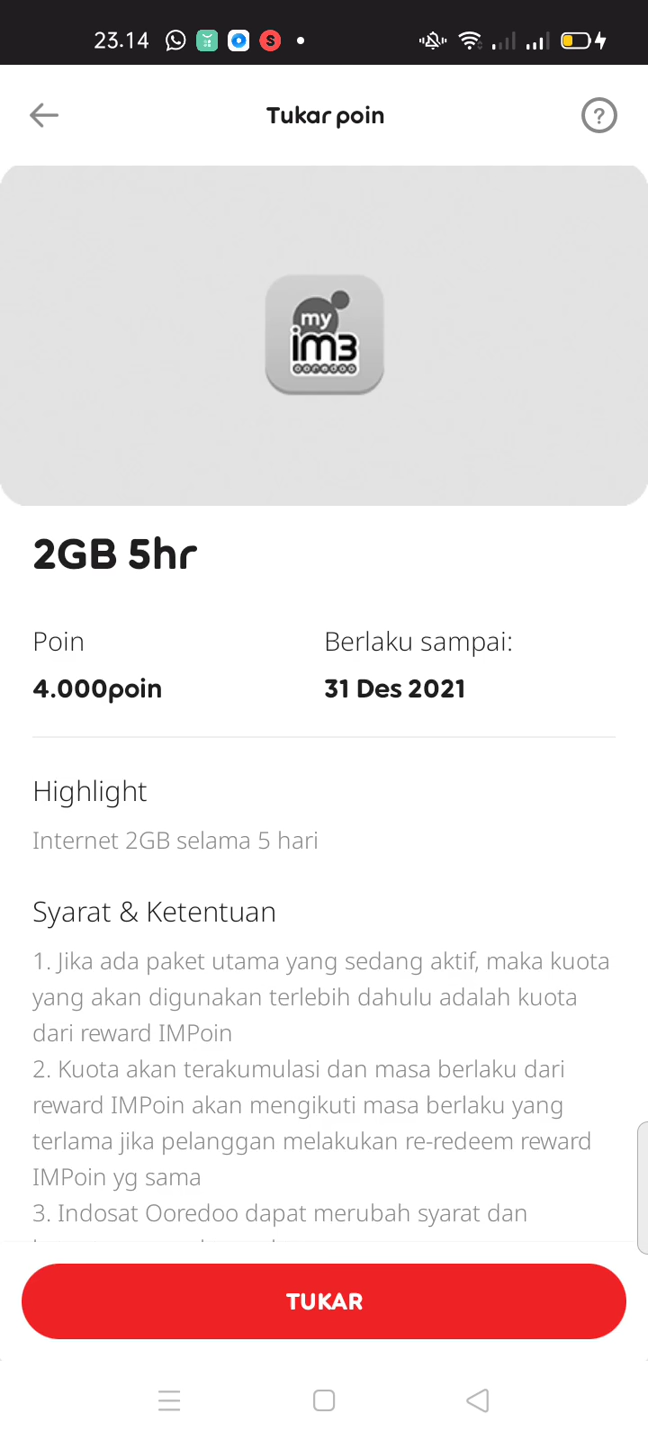 23.14
S
Tukar poin
?
my
im3
ooredoo
2GB 5hr
Poin
Berlaku sampai:
4.000poin
31 Des 2021
Highlight
Internet 2GB selama 5 hari
Syarat & Ketentuan
1. Jika ada paket utama yang sedang aktif, maka kuota
yang akan digunakan terlebih dahulu adalah kuota
dari reward IMPoin
2. Kuota akan terakumulasi dan masa berlaku dari
reward IMPoin akan mengikuti masa berlaku yang
terlama jika pelanggan melakukan re-redeem reward
IMPoin yg sama
3. Indosat Ooredoo dapat merubah syarat dan
TUKAR